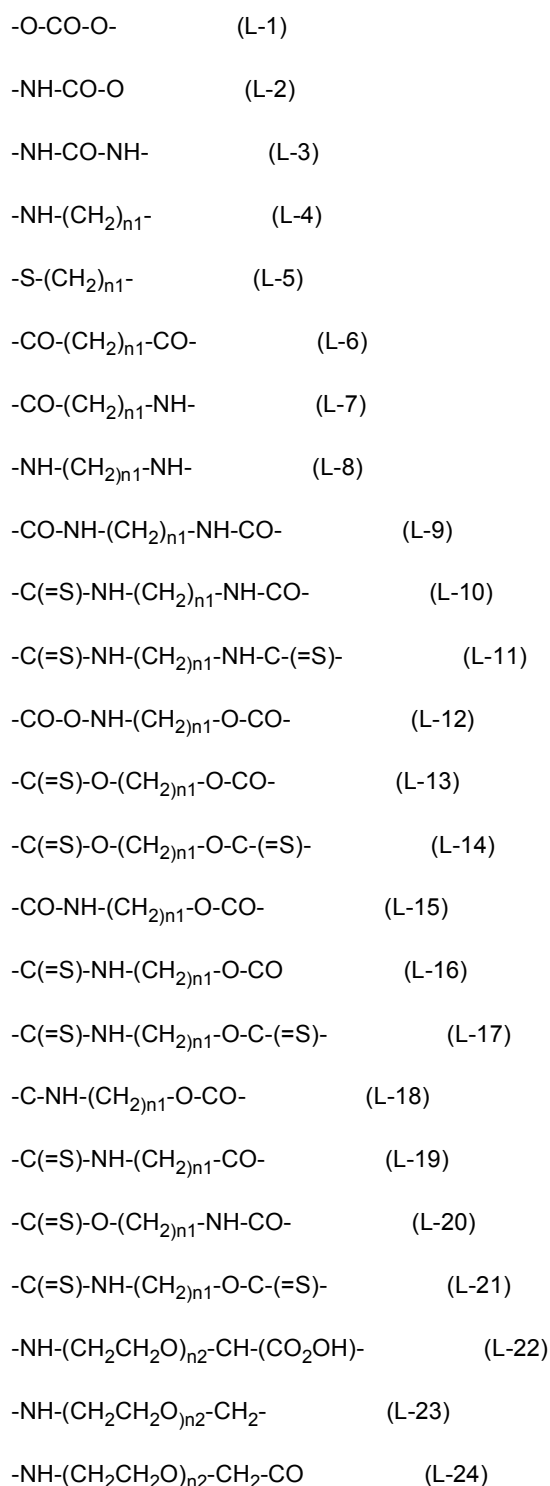 -O-CO-O- (L-1)
-NH-CO-O (L-2)
-NH-CO-NH- (L-3)
-NH-(CH2)n1- (L-4)
-S-(CH2)n1- (L-5)
-CO-(CH2)n1-CO- (L-6)
-CO-(CH2)n1-NH- (L-7)
-NH-(CH2)n1-NH- (L-8)
-CO-NH-(CH2)n1-NH-CO- (L-9)
-C(=S)-NH-(CH2)n1-NH-CO- (L-10)
-C(=S)-NH-(CH2)n1-NH-C-(=S)- (L-11)
-CO-O-NH-(CH2)n1-O-CO- (L-12)
-C(=S)-O-(CH2)n1-O-CO- (L-13)
-C(=S)-O-(CH2)n1-O-C-(=S)- (L-14)
-CO-NH-(CH2)n1-O-CO- (L-15)
-C(=S)-NH-(CH2)n1-O-CO (L-16)
-C(=S)-NH-(CH2)n1-O-C-(=S)- (L-17)
-C-NH-(CH2)n1-O-CO- (L-18)
-C(=S)-NH-(CH2)n1-CO- (L-19)
-C(=S)-O-(CH2)n1-NH-CO- (L-20)
-C(=S)-NH-(CH2)n1-O-C-(=S)- (L-21)
-NH-(CH2CH2O)n2-CH-(CO2OH)- (L-22)
-NH-(CH2CH2O)n2-CH2- (L-23)
-NH-(CH2CH2O)n2-CH2-CO (L-24)